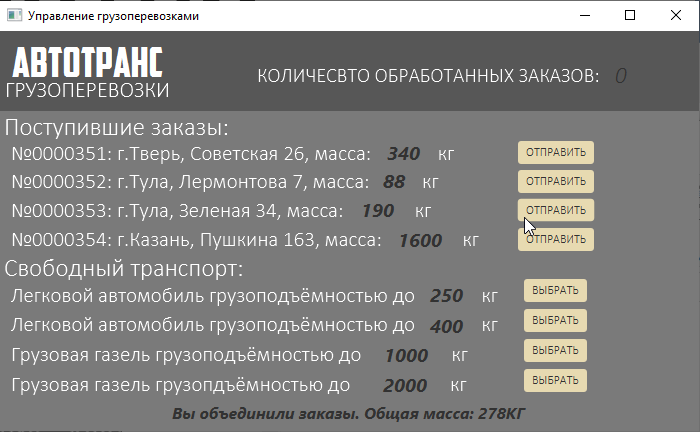 Управление грузоперевозками
АВТОТРАНС
ГРУЗОПЕРЕВОЗКИ
КОЛИЧЕСВТО ОБРАБОТАННЫХ ЗАКАЗОВ: 0
Поступившие заказы:
№0000351: г.Тверь, Советская 26, масса: 340 кг ОТПРАВИТЬ
№0000352: г.Тула, Лермонтова 7, масса: 88 кг ОТПРАВИТЬ
№0000353: г.Тула, Зеленая 34, масса: 190 кг ОТПРАВИТЬ
№0000354: г.Казань, Пушкина 163, масса: 1600 кг ОТПРАВИТЬ
Свободный транспорт:
Легковой автомобиль грузоподъёмностью до 250 кг ВЫБРАТЬ
Легковой автомобиль грузоподъёмностью до 400 кг ВЫБРАТЬ
Грузовая газель грузоподъёмностью до 1000 кг ВЫБРАТЬ
Грузовая газель грузопдъёмностью до 2000 кг ВЫБРАТЬ
Вы объединили заказы. Общая масса: 278КГ